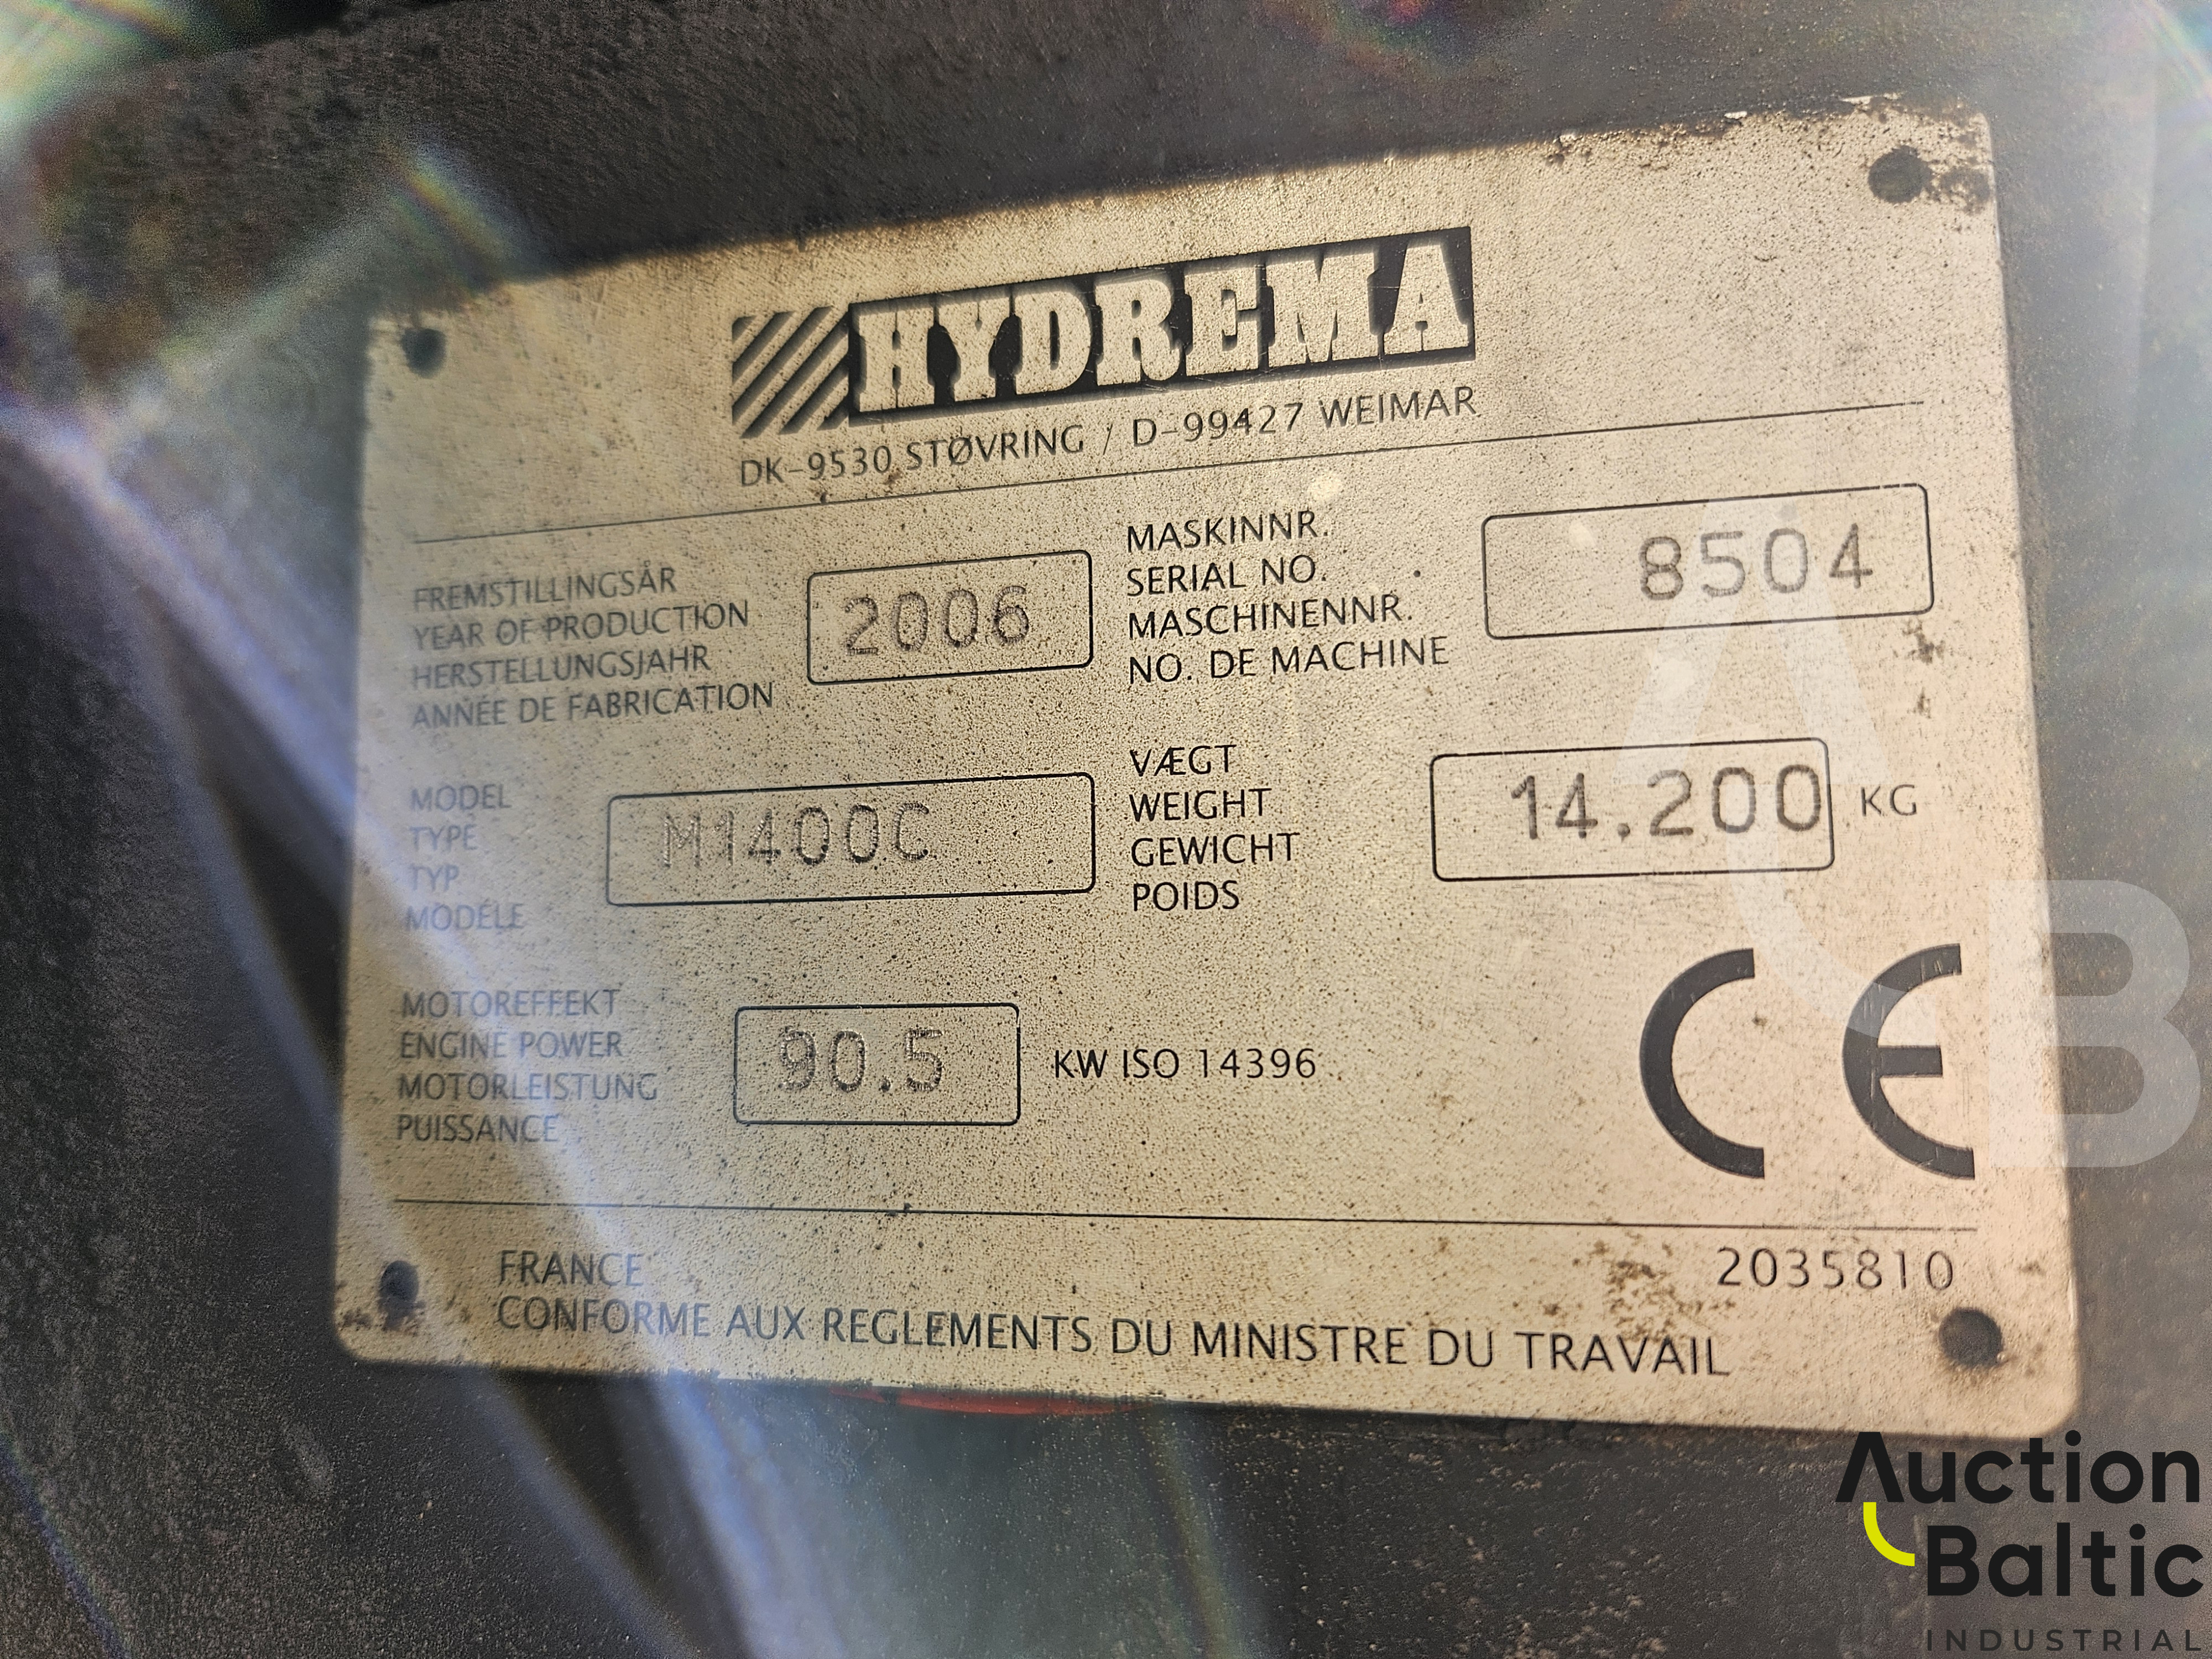 HYDREMA
DK-9530 STØVRING / D-99427 WEIMAR
FREMSTILLINGSÅR
YEAR OF PRODUCTION
HERSTELLUNGSJAHR
ANNÉE DE FABRICATION
2006
MASKINNR.
SERIAL NO.
MASCHINENNR.
NO. DE MACHINE
8504
MODEL
TYPE
TYP
MODÈLE
M1400C
VÆGT
WEIGHT
GEWICHT
POIDS
14.200 KG
MOTOREFFEKT
ENGINE POWER
MOTORLEISTUNG
PUISSANCE
90.5 KW ISO 14396
CE
FRANCE
2035810
CONFORME AUX REGLEMENTS DU MINISTRE DU TRAVAIL
AB
Auction
Baltic
INDUSTRIAL